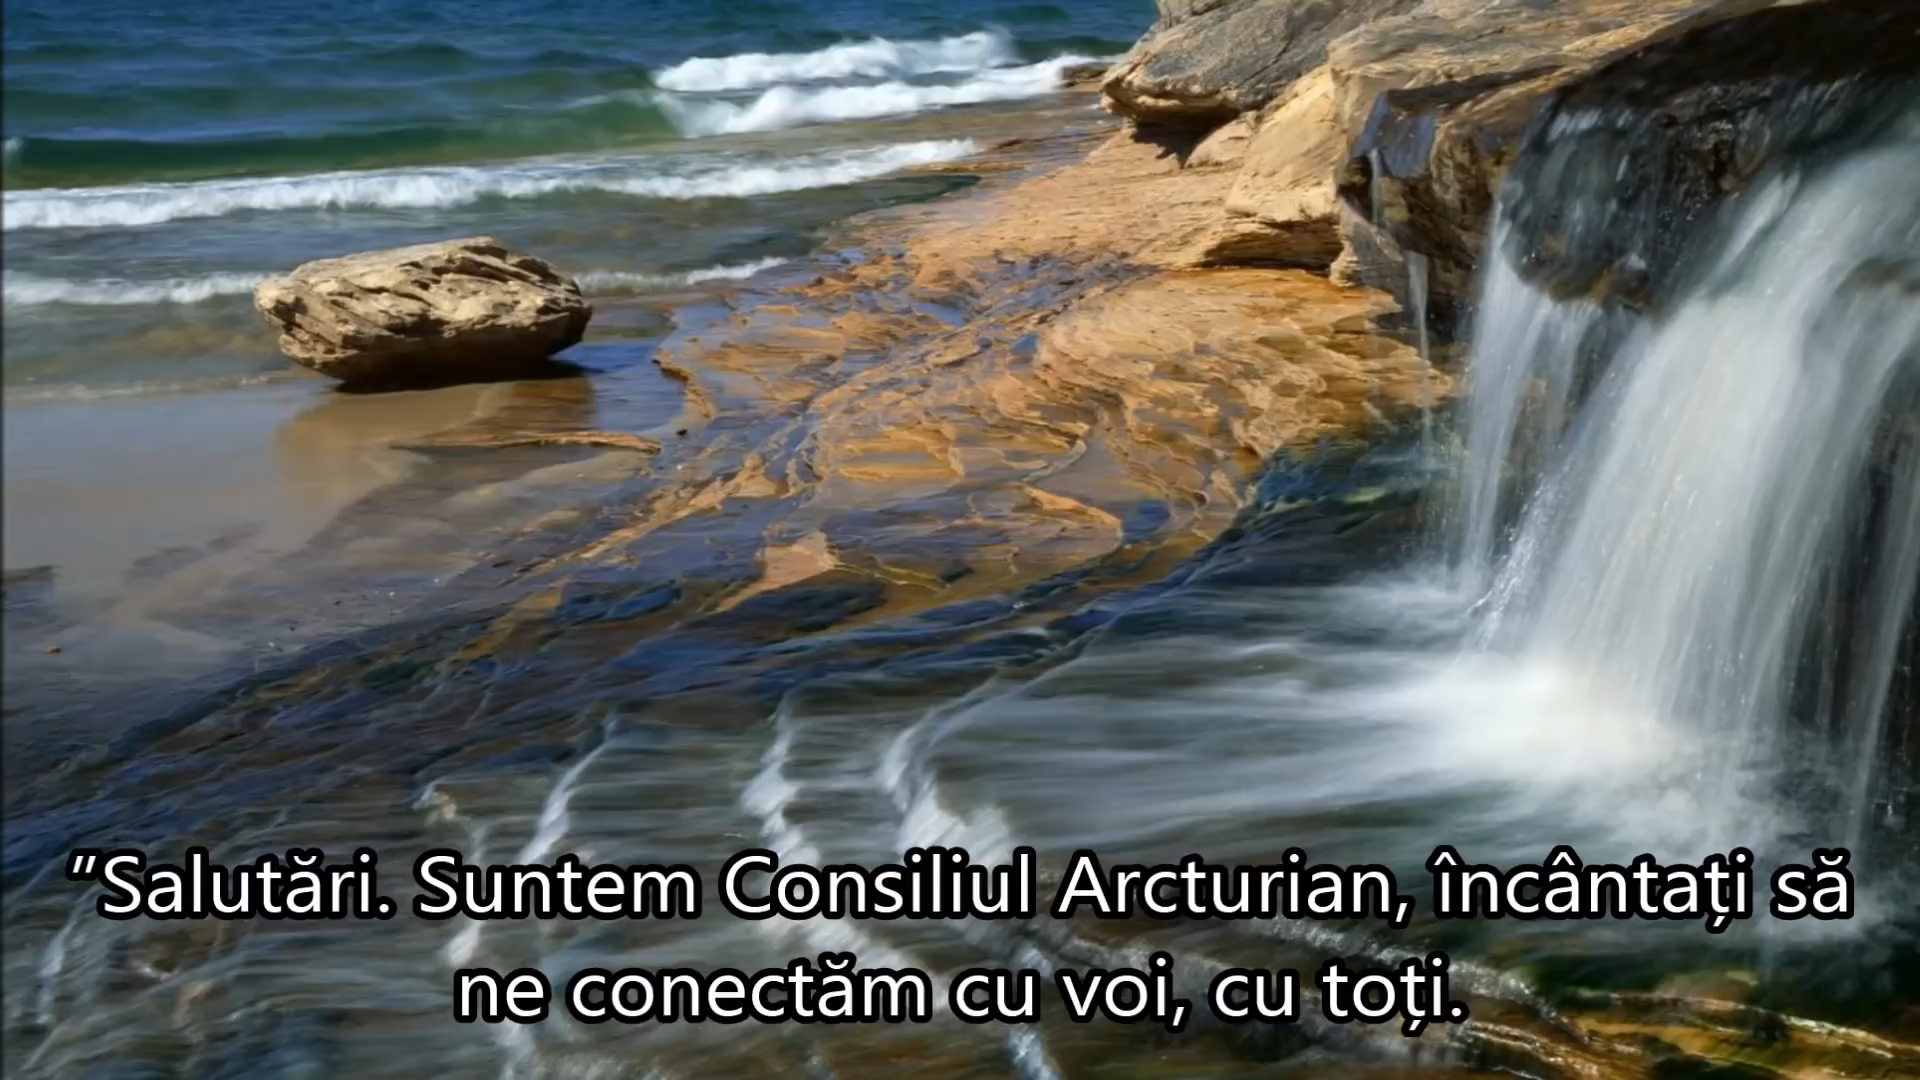 ”Salutări. Suntem Consiliul Arcturian, încântați să
ne conectăm cu voi, cu toți.